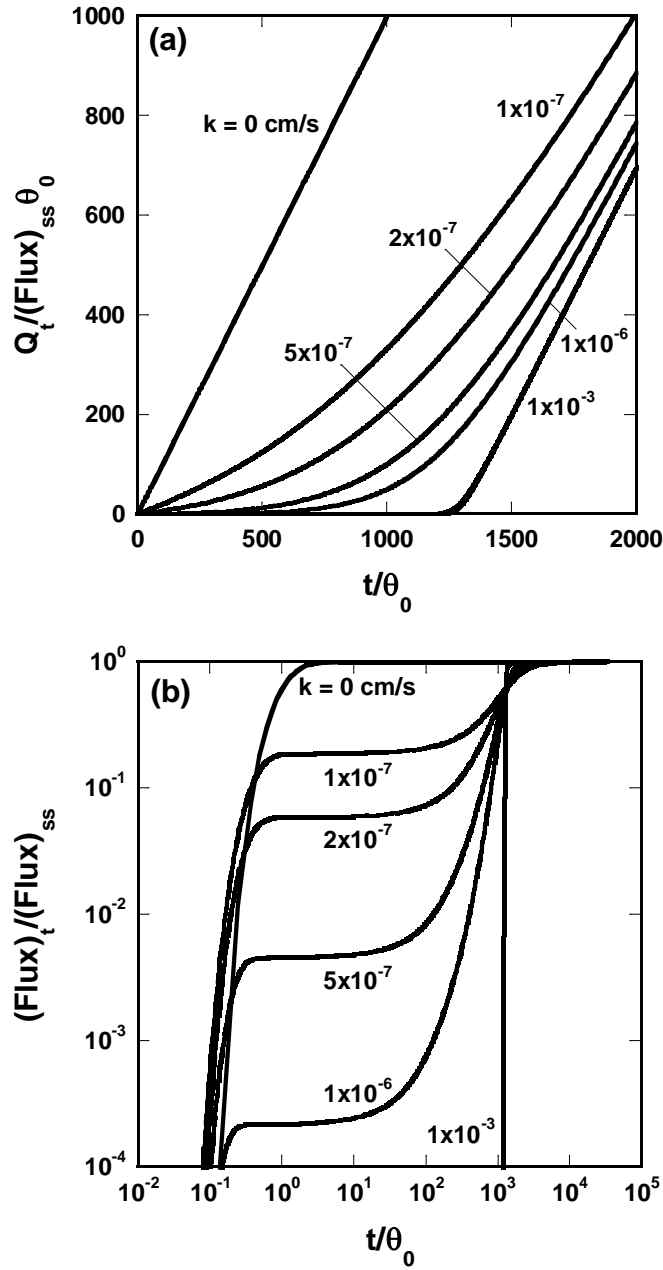 (a)
k = 0 cm/s
1x10⁻⁷
2x10⁻⁷
5x10⁻⁷
1x10⁻⁶
1x10⁻³
Qₜ/(Flux)ₛₛθ₀
1000
800
600
400
200
0
0 500 1000 1500 2000
t/θ₀
(b)
k = 0 cm/s
1x10⁻⁷
2x10⁻⁷
5x10⁻⁷
1x10⁻⁶
1x10⁻³
(Flux)ₜ/(Flux)ₛₛ
10⁰
10⁻¹
10⁻²
10⁻³
10⁻⁴
10⁻² 10⁻¹ 10⁰ 10¹ 10² 10³ 10⁴ 10⁵
t/θ₀